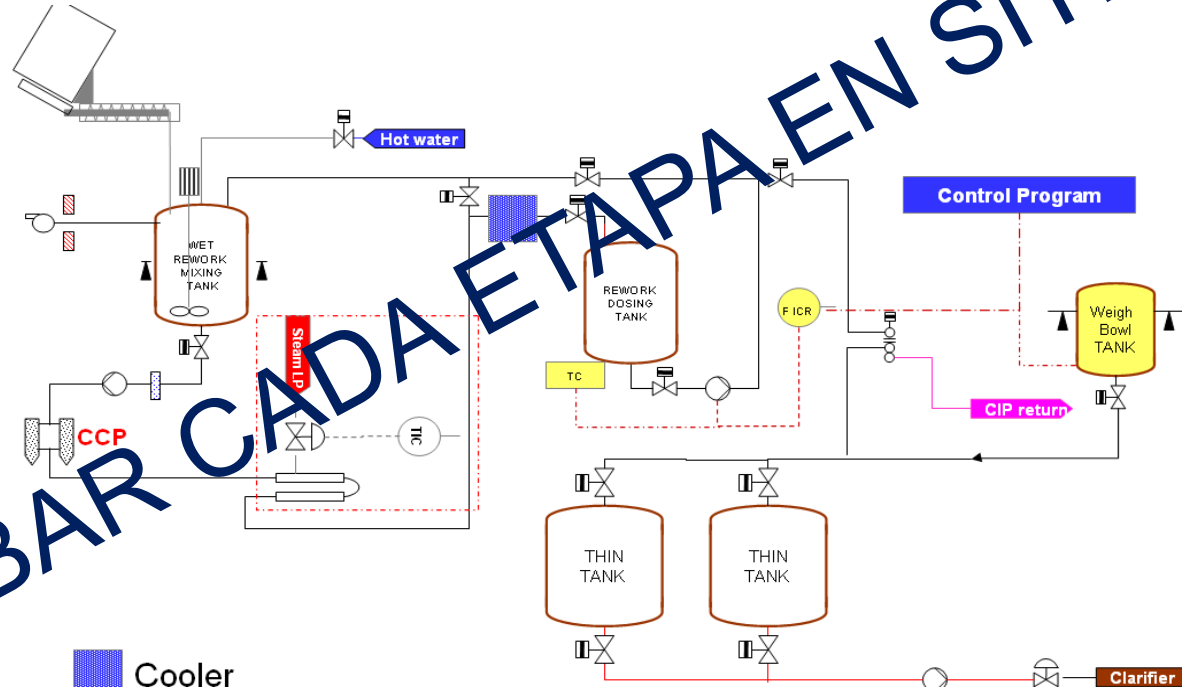 BAR CADA ETAPA EN SIT
Hot water
Control Program
WET
REWORK
MIXING
TANK
REWORK
DOSING
TANK
F ICR
Weigh
Bowl
TANK
Steam LP
TC
TIC
CIP return
CCP
THIN
TANK
THIN
TANK
Cooler
Clarifier